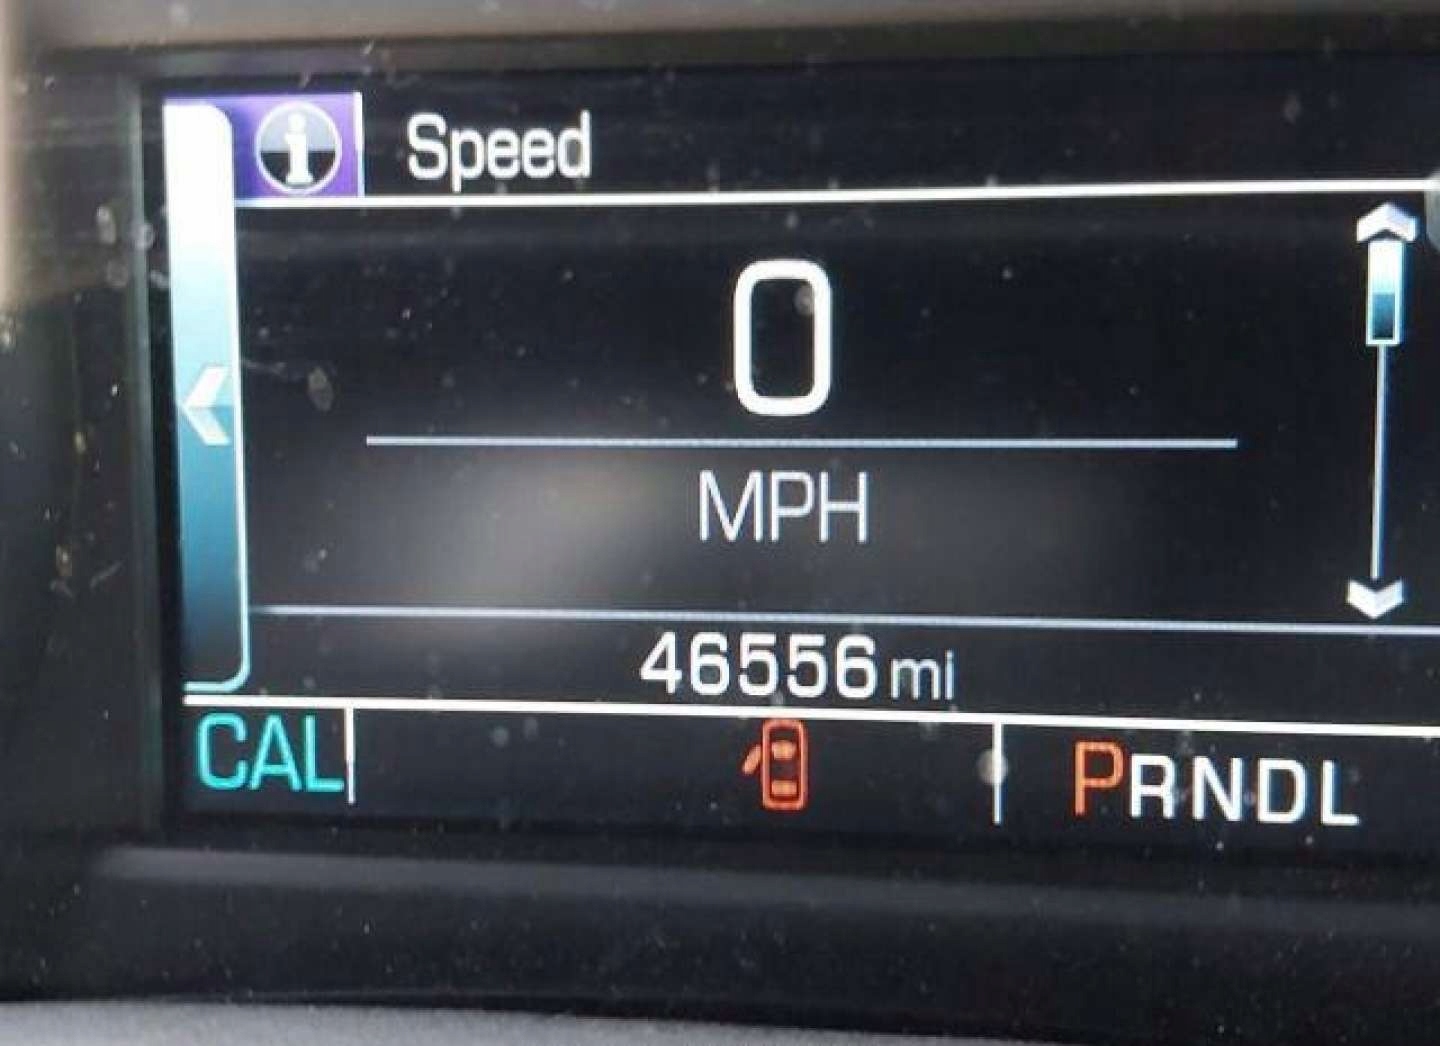 Speed
0
MPH
46556 mi
CAL PRNDL